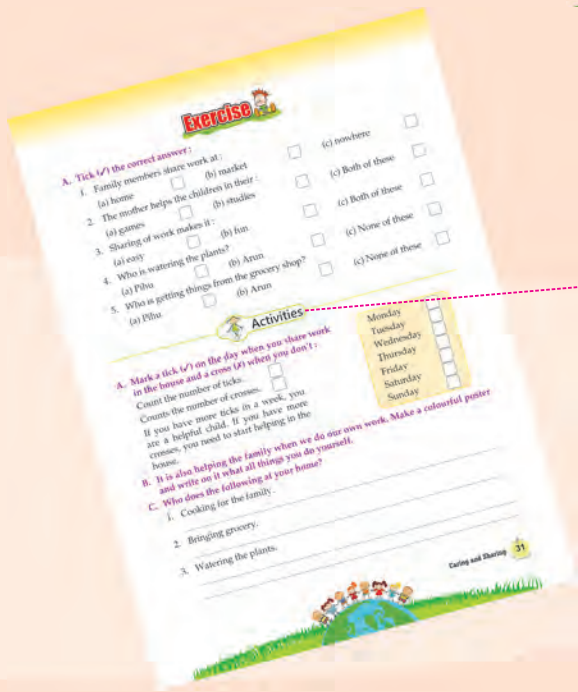 Exercise
A. Tick (✓) the correct answer :
1. Family members share work at :
(a) home (b) market (c) nowhere
2. The mother helps the children in their :
(a) games (b) studies (c) Both of these
3. Sharing of work makes it :
(a) easy (b) fun (c) Both of these
4. Who is watering the plants?
(a) Pihu (b) Arun (c) None of these
5. Who is getting things from the grocery shop?
(a) Pihu (b) Arun (c) None of these
Activities
A. Mark a tick (✓) on the day when you share work
in the house and a cross (✗) when you don't :
Count the number of ticks.
Counts the number of crosses.
If you have more ticks in a week, you
are a helpful child. If you have more
crosses, you need to start helping in the
house.
Monday
Tuesday
Wednesday
Thursday
Friday
Saturday
Sunday
B. It is also helping the family when we do our own work. Make a colourful poster
and write on it what all things you do yourself.
C. Who does the following at your home?
1. Cooking for the family.
2. Bringing grocery.
3. Watering the plants.
Caring and Sharing 31